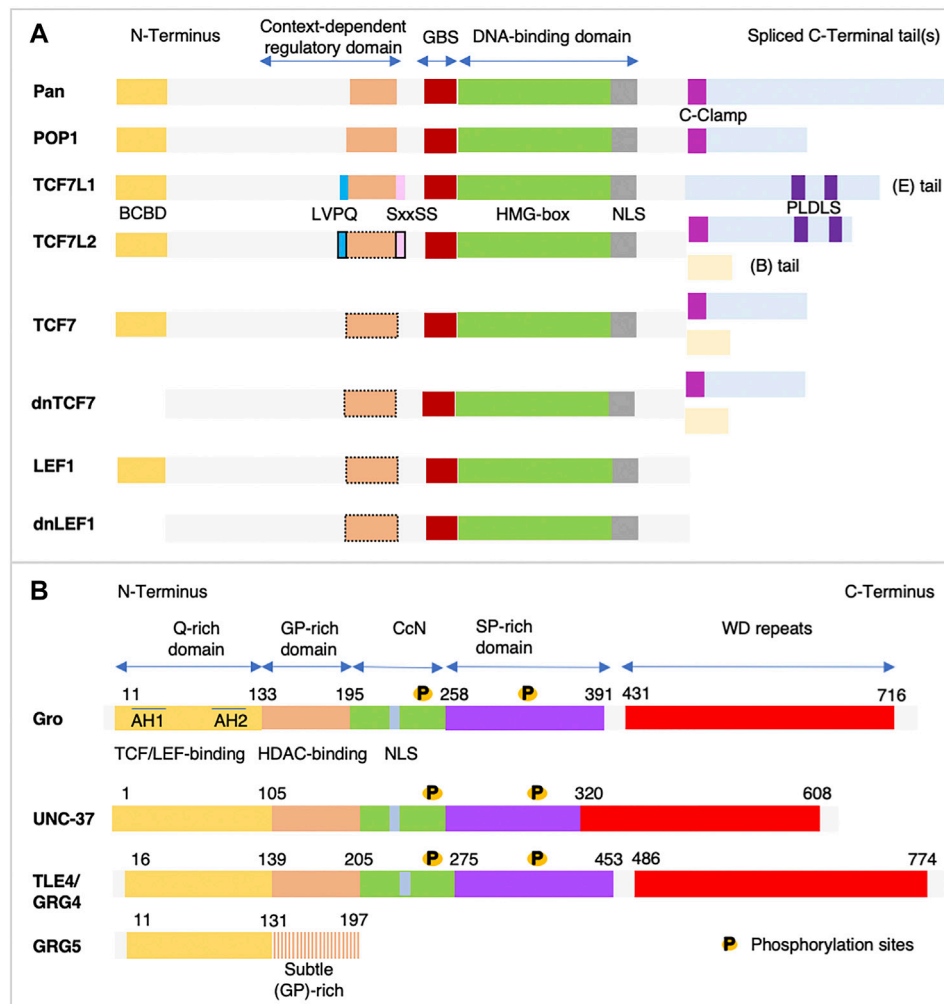 A
N-Terminus
Context-dependent
regulatory domain
GBS
DNA-binding domain
Spliced C-Terminal tail(s)
Pan
C-Clamp
POP1
TCF7L1
(E) tail
BCBD
LVPQ
SxxSS
HMG-box
NLS
PLDLS
TCF7L2
(B) tail
TCF7
dnTCF7
LEF1
dnLEF1
B
N-Terminus
C-Terminus
Q-rich
domain
GP-rich
domain
CcN
SP-rich
domain
WD repeats
11
133
195
P
258
P
391
431
716
Gro
AH1
AH2
TCF/LEF-binding
HDAC-binding
NLS
1
105
P
P
320
608
UNC-37
16
139
205
P
275
P
453
486
774
TLE4/
GRG4
11
131
197
GRG5
P Phosphorylation sites
Subtle
(GP)-rich